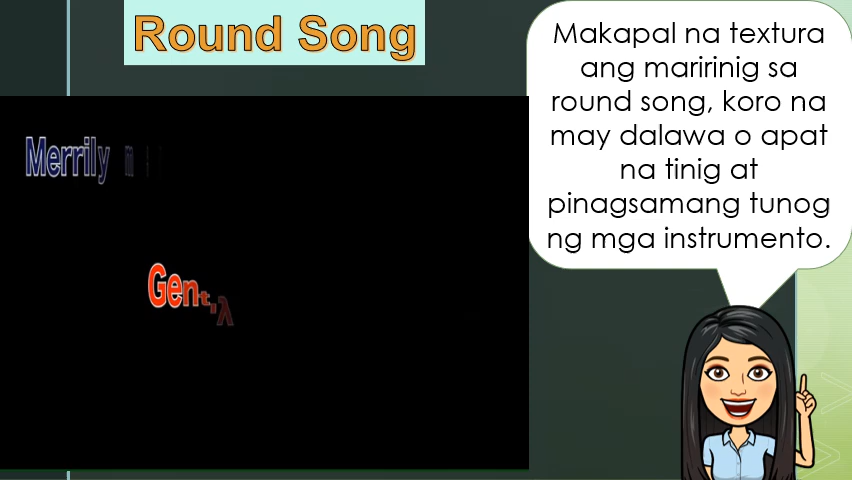 Round Song
Makapal na textura
ang maririnig sa
round song, koro na
may dalawa o apat
na tinig at
pinagsamang tunog
ng mga instrumento.
Merrily